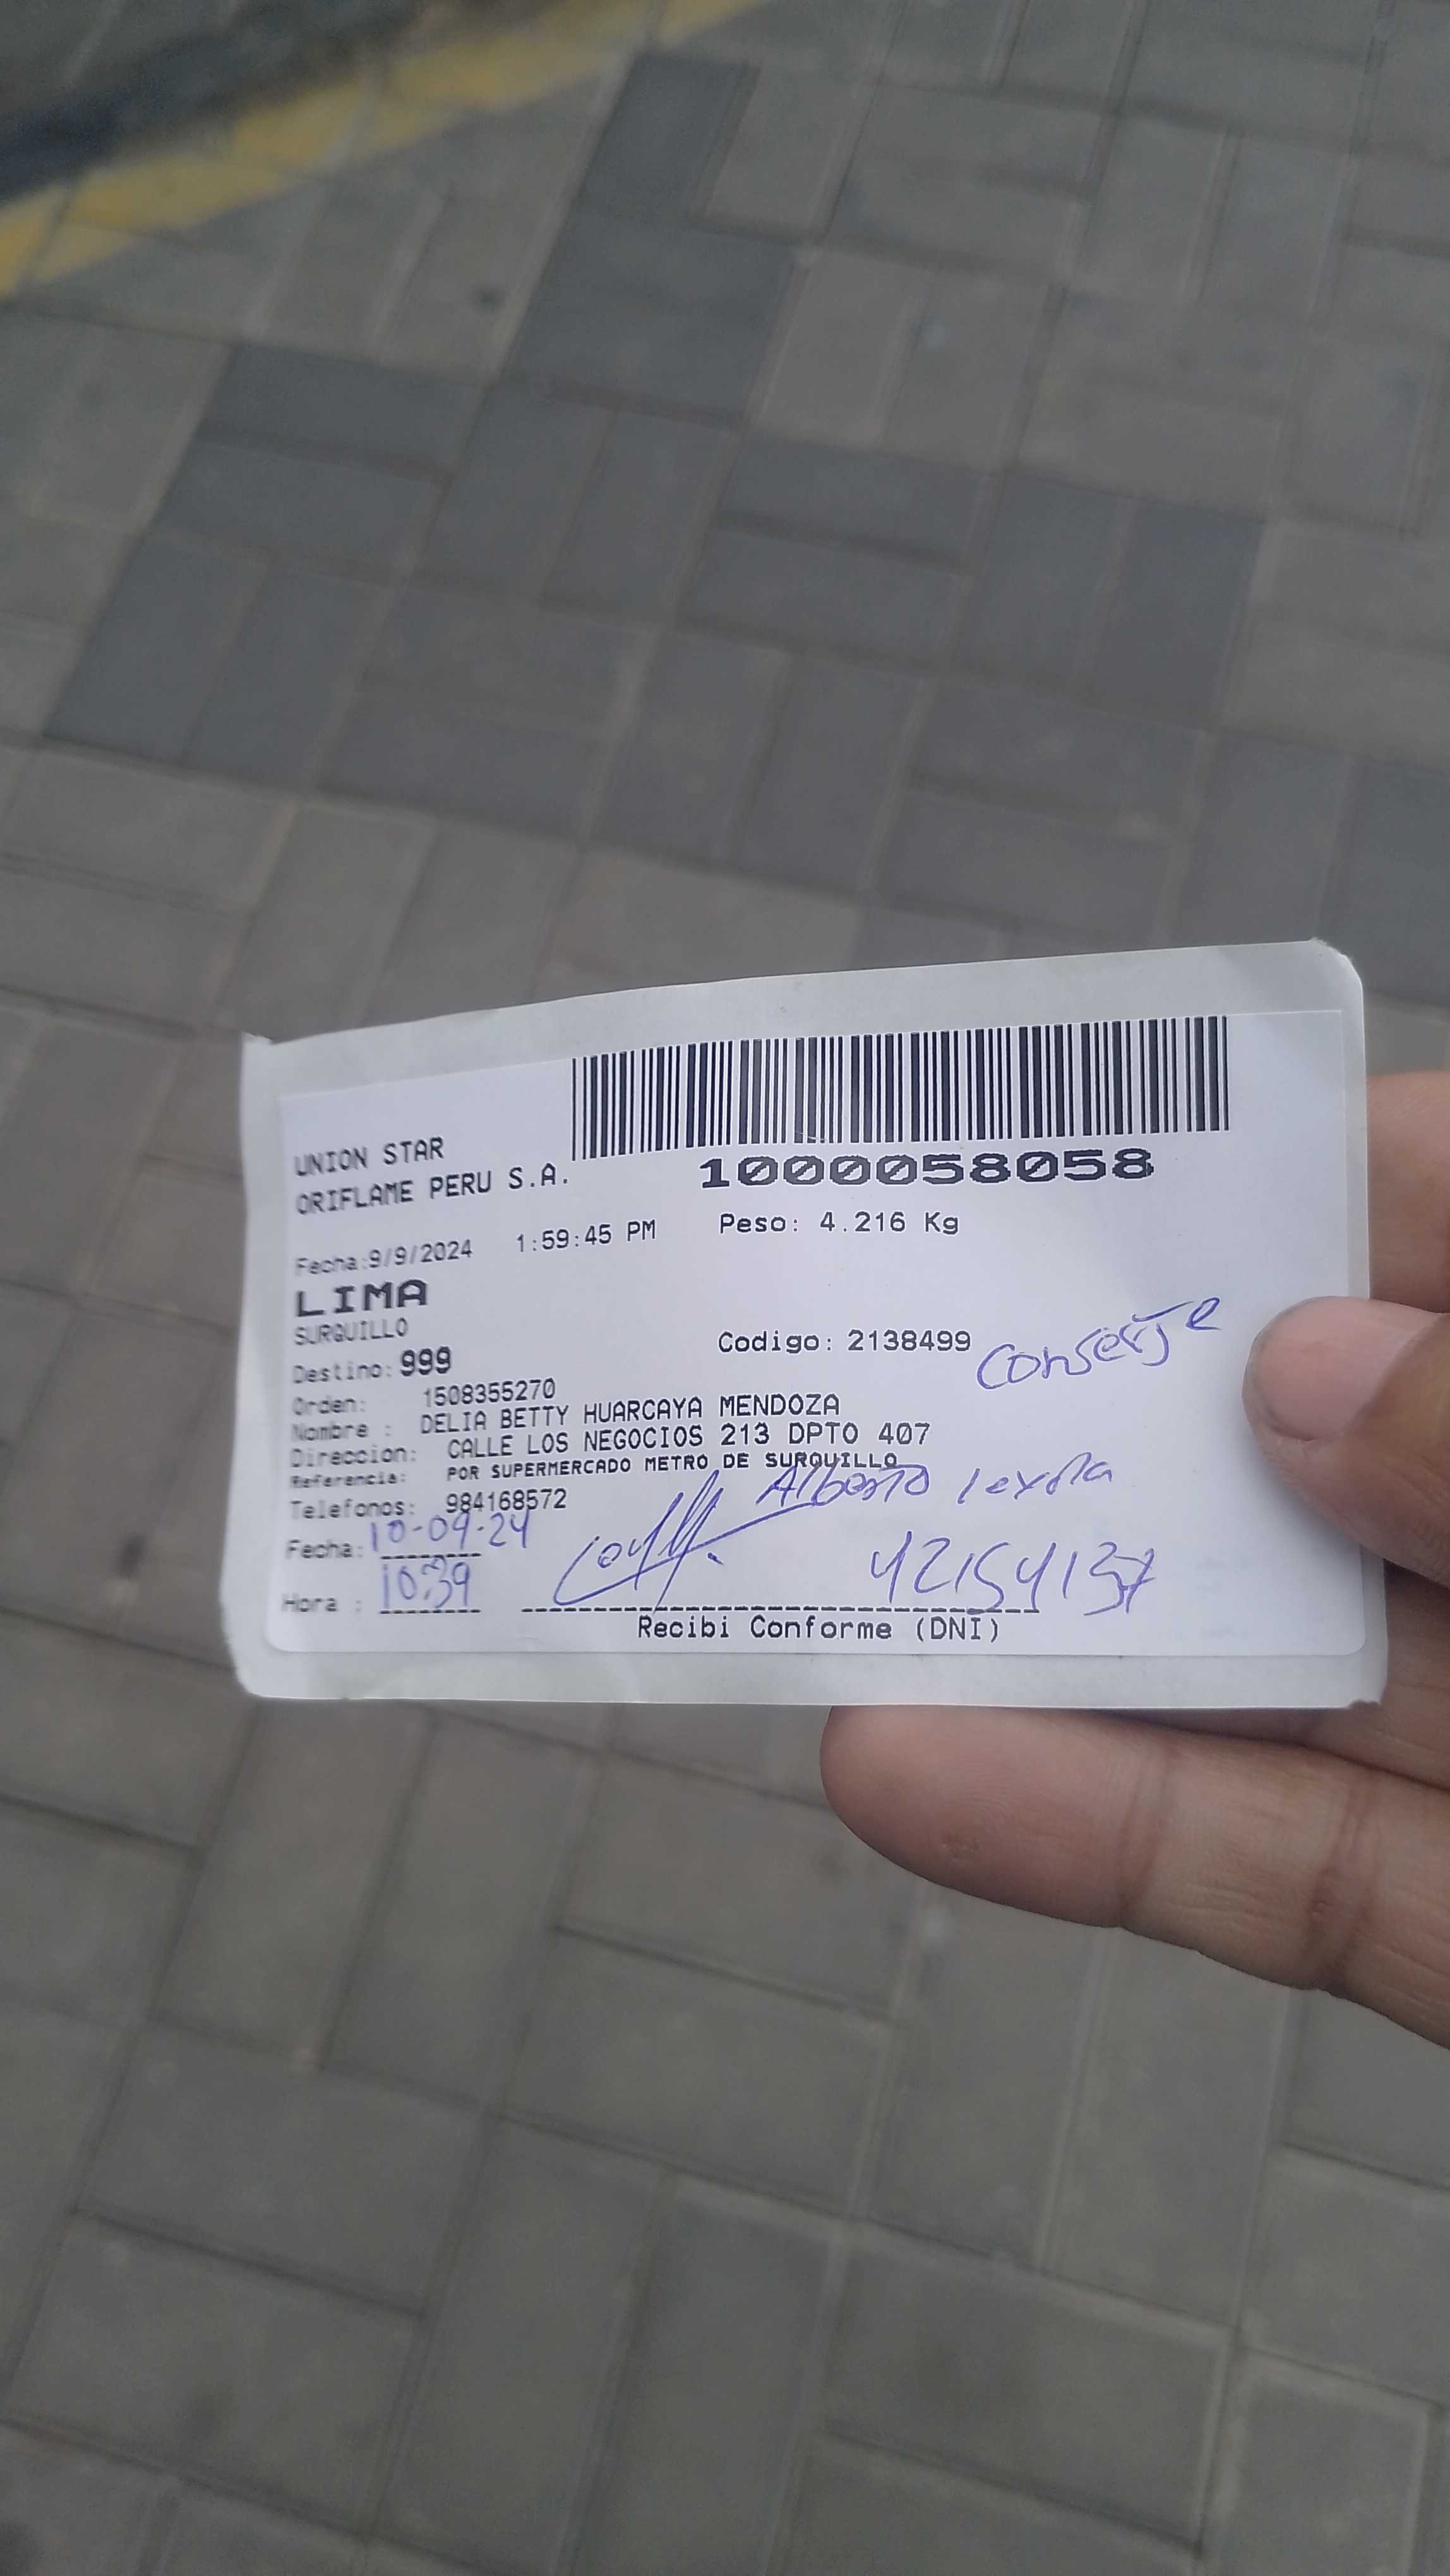 UNION STAR
ORIFLAME PERU S.A.
1000058058
Fecha:9/9/2024 1:59:45 PM Peso: 4.216 Kg
LIMA
SURQUILLO
Destino: 999 Codigo: 2138499 Conserje
Orden: 1508355270
Nombre : DELIA BETTY HUARCAYA MENDOZA
Direccion: CALLE LOS NEGOCIOS 213 DPTO 407
Referencia: POR SUPERMERCADO METRO DE SURQUILLO
Telefonos: 984168572 Alberto
Fecha: 10-09-24
Hora : 10:39 42154137
Recibi Conforme (DNI)